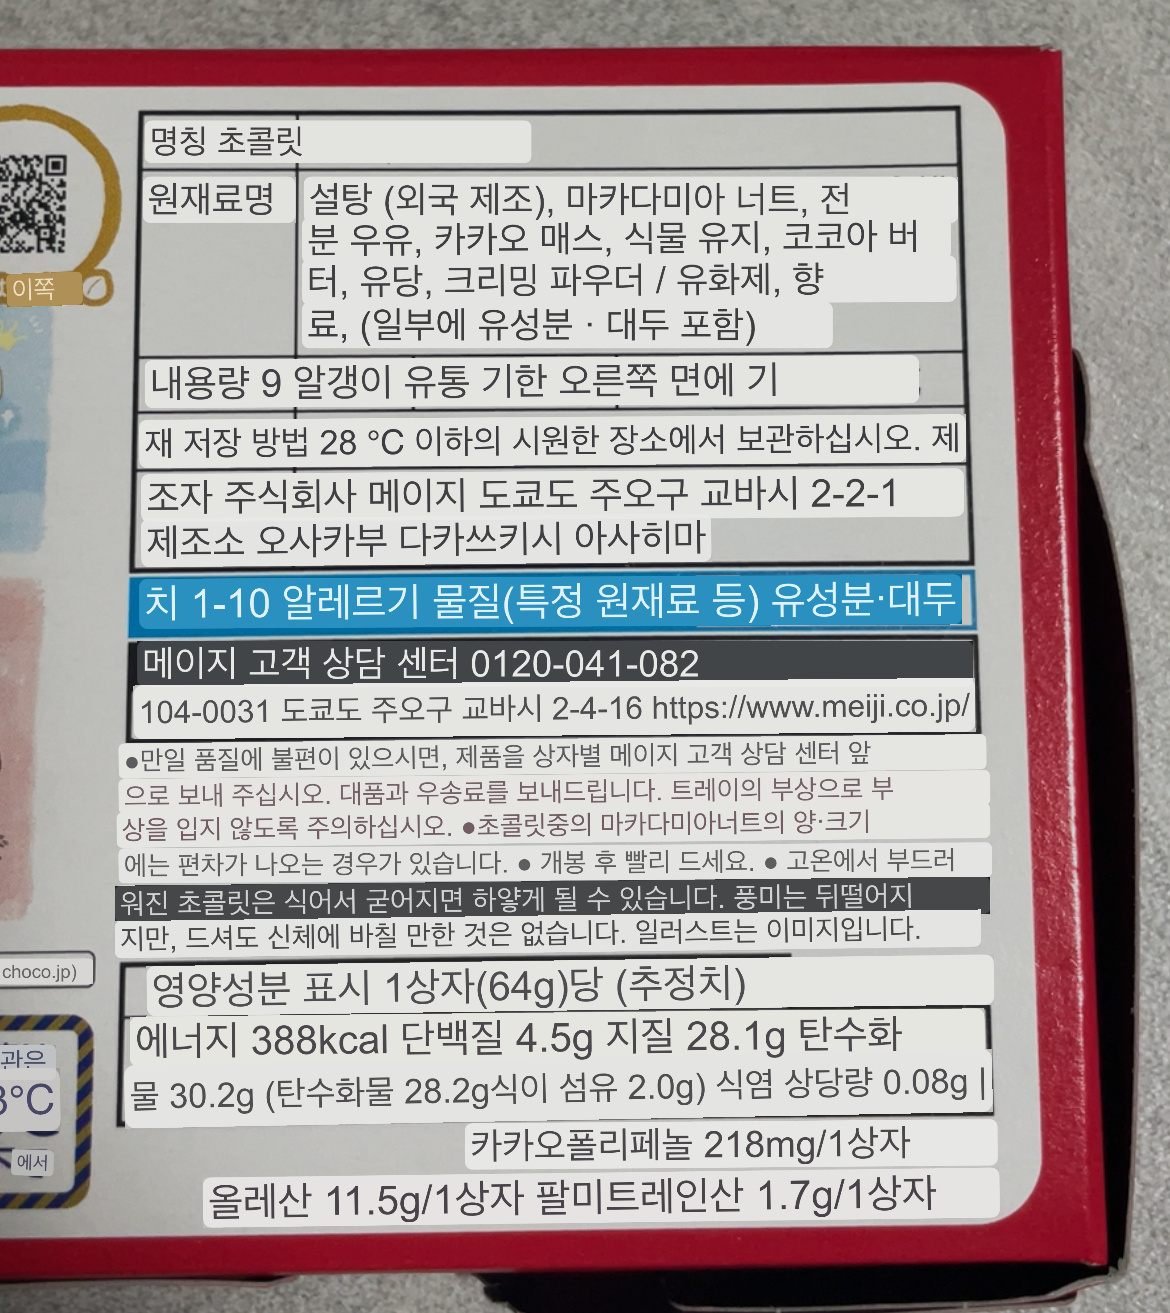 명칭 초콜릿
원재료명 설탕 (외국 제조), 마카다미아 너트, 전
분 우유, 카카오 매스, 식물 유지, 코코아 버
터, 유당, 크리밍 파우더 / 유화제, 향
료, (일부에 유성분 · 대두 포함)
이쪽
내용량 9 알갱이 유통 기한 오른쪽 면에 기
재 저장 방법 28 °C 이하의 시원한 장소에서 보관하십시오. 제
조자 주식회사 메이지 도쿄도 주오구 교바시 2-2-1
제조소 오사카부 다카쓰키시 아사히마
치 1-10 알레르기 물질(특정 원재료 등) 유성분·대두
메이지 고객 상담 센터 0120-041-082
104-0031 도쿄도 주오구 교바시 2-4-16 https://www.meiji.co.jp/
●만일 품질에 불편이 있으시면, 제품을 상자별 메이지 고객 상담 센터 앞
으로 보내 주십시오. 대품과 우송료를 보내드립니다. 트레이의 부상으로 부
상을 입지 않도록 주의하십시오. ●초콜릿중의 마카다미아너트의 양·크기
에는 편차가 나오는 경우가 있습니다. ● 개봉 후 빨리 드세요. ● 고온에서 부드러
워진 초콜릿은 식어서 굳어지면 하얗게 될 수 있습니다. 풍미는 뒤떨어지
지만, 드셔도 신체에 바칠 만한 것은 없습니다. 일러스트는 이미지입니다.
choco.jp)
영양성분 표시 1상자(64g)당 (추정치)
에너지 388kcal 단백질 4.5g 지질 28.1g 탄수화
물 30.2g (탄수화물 28.2g식이 섬유 2.0g) 식염 상당량 0.08g |
관은
8°C
에서
카카오폴리페놀 218mg/1상자
올레산 11.5g/1상자 팔미트레인산 1.7g/1상자